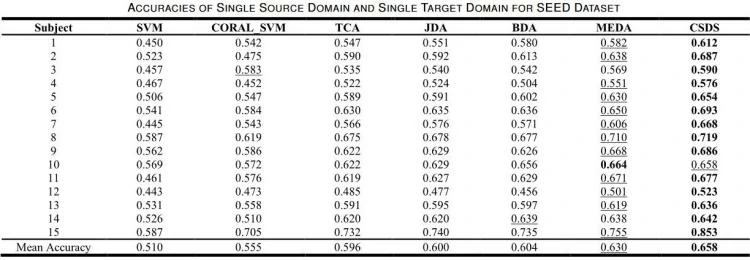 ACCURACIES OF SINGLE SOURCE DOMAIN AND SINGLE TARGET DOMAIN FOR SEED DATASET
Subject SVM CORAL_SVM TCA JDA BDA MEDA CSDS
1 0.450 0.542 0.547 0.551 0.580 0.582 0.612
2 0.523 0.475 0.590 0.592 0.613 0.638 0.687
3 0.457 0.583 0.535 0.540 0.542 0.569 0.590
4 0.467 0.452 0.522 0.524 0.504 0.551 0.576
5 0.506 0.547 0.589 0.591 0.602 0.630 0.654
6 0.541 0.584 0.630 0.635 0.636 0.650 0.693
7 0.445 0.543 0.566 0.576 0.571 0.606 0.668
8 0.587 0.619 0.675 0.678 0.677 0.710 0.719
9 0.562 0.586 0.622 0.629 0.626 0.668 0.686
10 0.569 0.572 0.622 0.629 0.656 0.664 0.658
11 0.461 0.576 0.619 0.627 0.629 0.671 0.677
12 0.443 0.473 0.485 0.477 0.456 0.501 0.523
13 0.531 0.558 0.591 0.595 0.597 0.619 0.636
14 0.526 0.510 0.620 0.620 0.639 0.638 0.642
15 0.587 0.705 0.732 0.740 0.735 0.755 0.853
Mean Accuracy 0.510 0.555 0.596 0.600 0.604 0.630 0.658